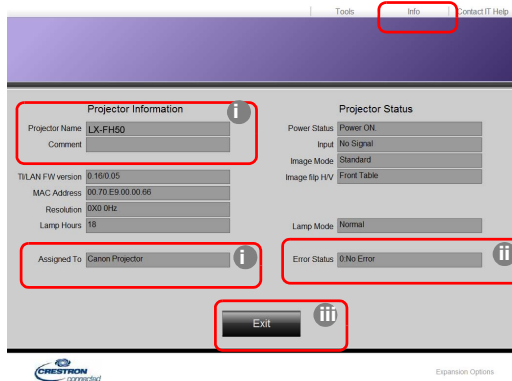 Tools Info Contact IT Help
Projector Information
i
Projector Name LX-FH50
Comment
TI/LAN FW version 0.16/0.05
MAC Address 00.70.E9.00.00.66
Resolution 0X0 0Hz
Lamp Hours 18
Assigned To Canon Projector
i
Projector Status
Power Status Power ON.
Input No Signal
Image Mode Standard
Image filp H/V Front Table
Lamp Mode Normal
Error Status 0:No Error
ii
Exit
iii
CRESTRON
connected
Expansion Options